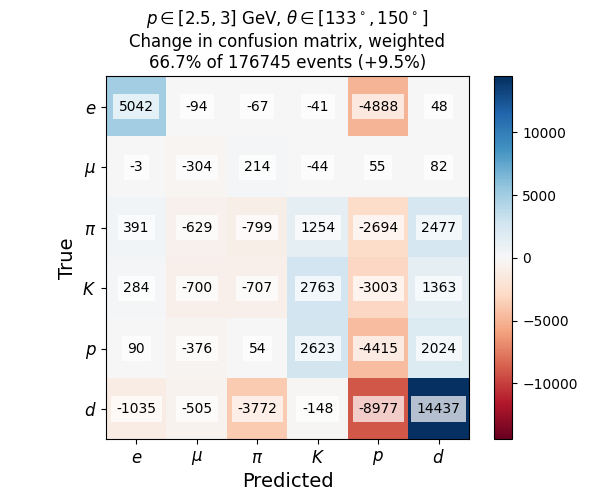 p ∈ [2.5, 3] GeV, θ ∈ [133°, 150°]
Change in confusion matrix, weighted
66.7% of 176745 events (+9.5%)
True
e 5042 -94 -67 -41 -4888 48
μ -3 -304 214 -44 55 82
π 391 -629 -799 1254 -2694 2477
K 284 -700 -707 2763 -3003 1363
p 90 -376 54 2623 -4415 2024
d -1035 -505 -3772 -148 -8977 14437
e μ π K p d
Predicted
10000
5000
0
−5000
−10000